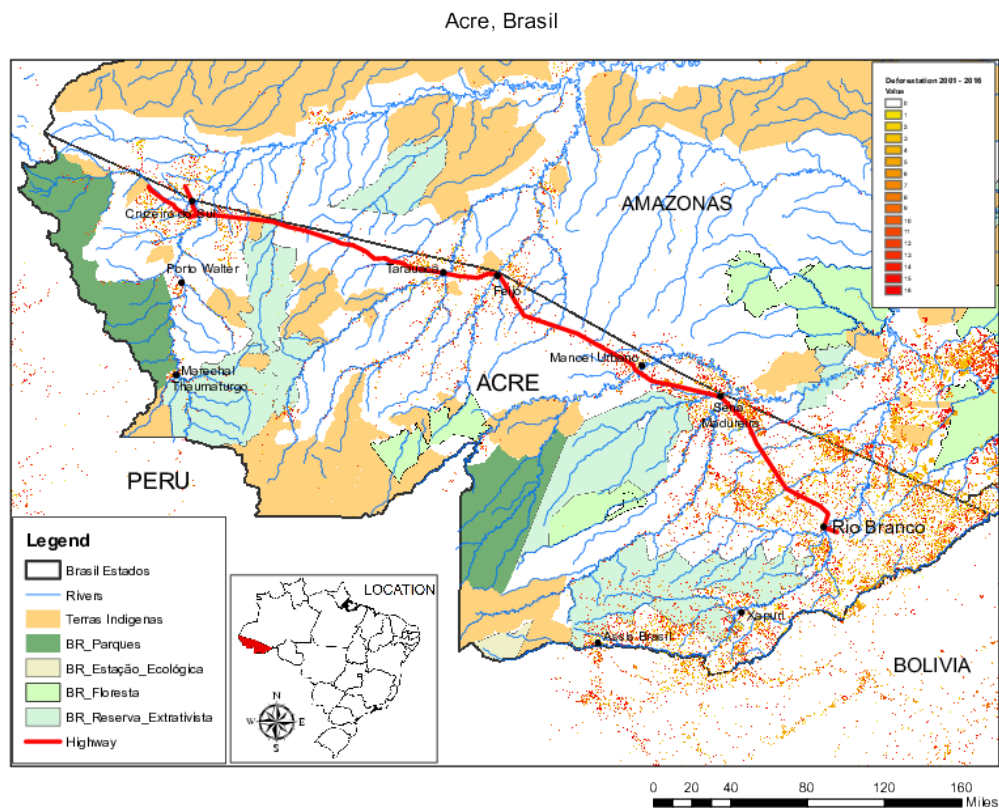 Acre, Brasil
Deforestation 2001 - 2016
Value
0
1
2
3
4
5
6
7
8
9
10
11
12
13
14
15
16
AMAZONAS
Cruzeiro do Sul
Porto Walter
Tarauacá
Feijó
Manoel Urbano
Marechal
Thaumaturgo
ACRE
Sena
Madureira
PERU
Rio Branco
Xapuri
Assis Brasil
BOLIVIA
Legend
Brasil Estados
Rivers
Terras Indígenas
BR_Parques
BR_Estação_Ecológica
BR_Floresta
BR_Reserva_Extrativista
Highway
LOCATION
N
W
E
S
0 20 40 80 120 160
Miles